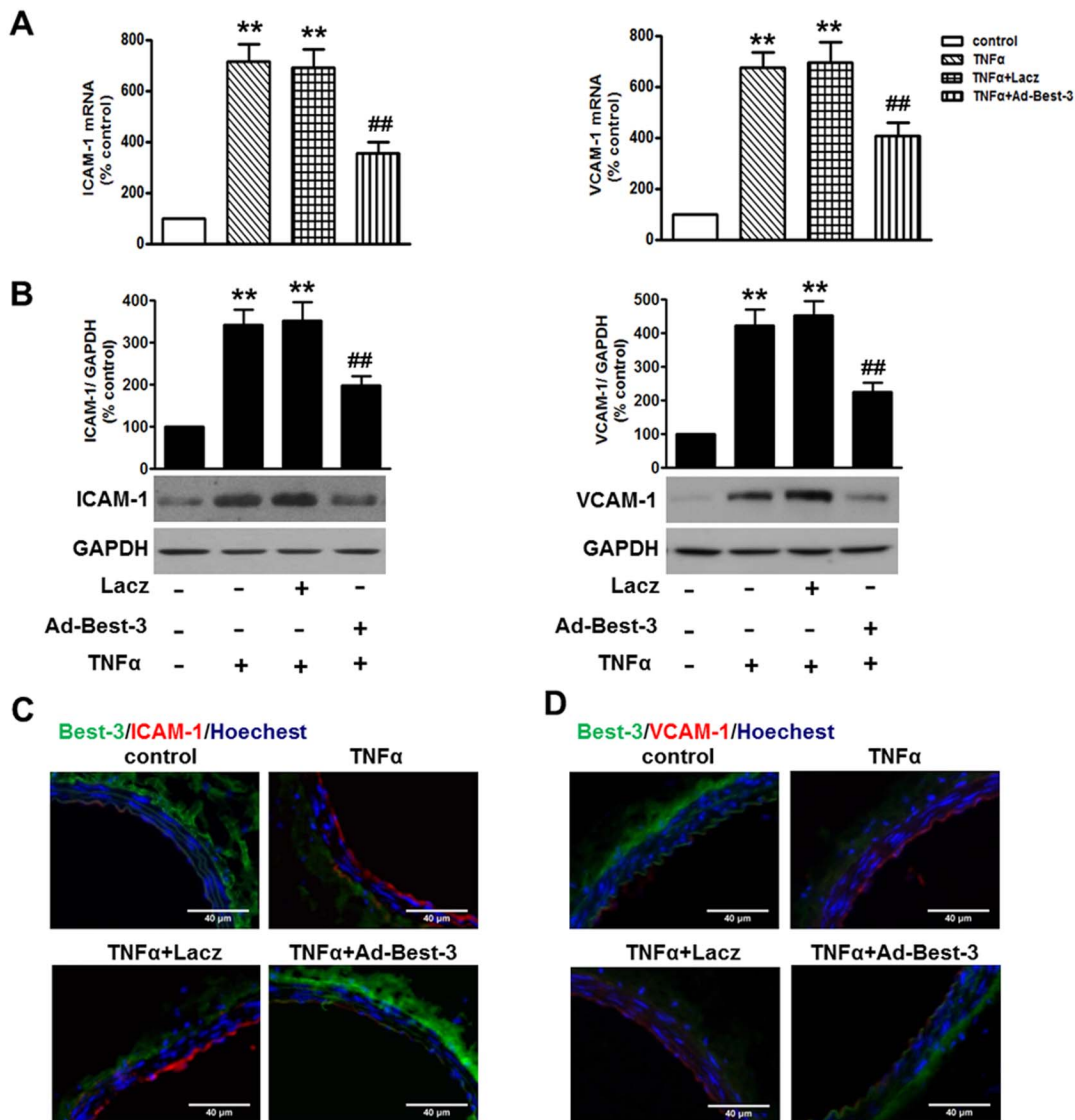 A
ICAM-1 mRNA
(% control)
800
600
400
200
0
**
**
##
VCAM-1 mRNA
(% control)
800
600
400
200
0
**
**
##
control
TNFα
TNFα+Lacz
TNFα+Ad-Best-3
B
ICAM-1/ GAPDH
(% control)
400
300
200
100
0
**
**
##
ICAM-1
GAPDH
Lacz - - + -
Ad-Best-3 - - - +
TNFα - + + +
VCAM-1/ GAPDH
(% control)
500
400
300
200
100
0
**
**
##
VCAM-1
GAPDH
Lacz - - + -
Ad-Best-3 - - - +
TNFα - + + +
C
Best-3/ICAM-1/Hoechest
control
TNFα
40 µm
40 µm
TNFα+Lacz
TNFα+Ad-Best-3
40 µm
40 µm
D
Best-3/VCAM-1/Hoechest
control
TNFα
40 µm
40 µm
TNFα+Lacz
TNFα+Ad-Best-3
40 µm
40 µm